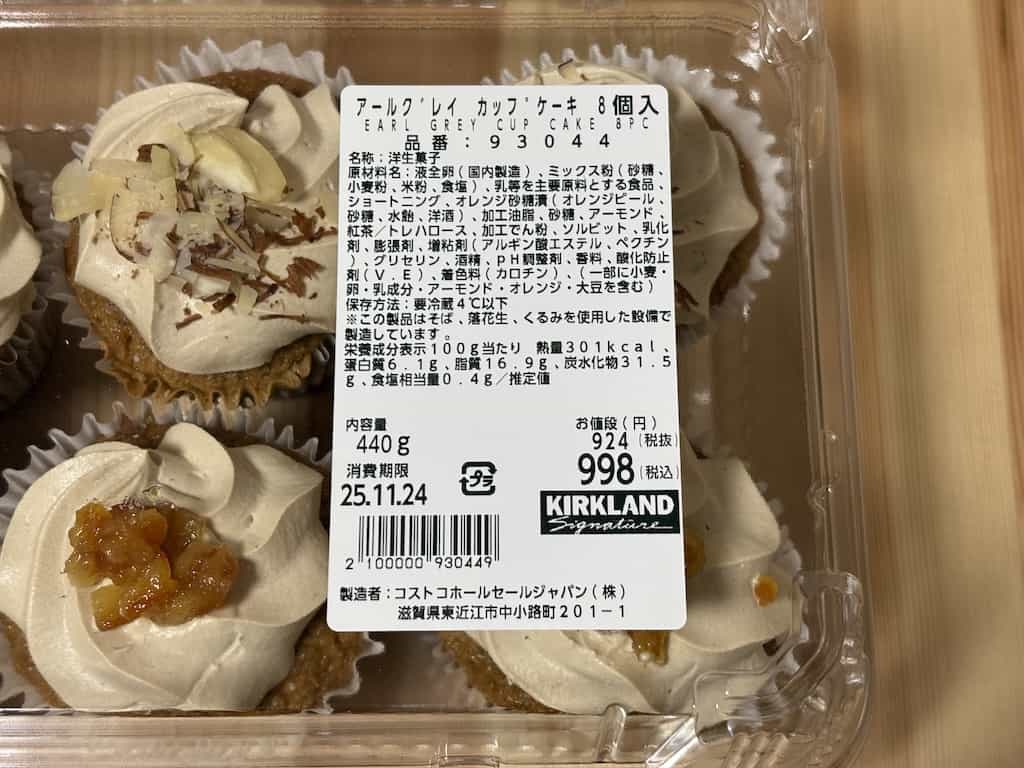 アールグレイ カップケーキ 8個入
EARL GREY CUP CAKE 8PC
品番：93044
名称：洋生菓子
原材料名：液全卵（国内製造）、ミックス粉（砂糖、
小麦粉、米粉、食塩）、乳等を主要原料とする食品、
ショートニング、オレンジ砂糖漬（オレンジピール、
砂糖、水飴、洋酒）、加工油脂、砂糖、アーモンド、
紅茶／トレハロース、加工でん粉、ソルビット、乳化
剤、膨張剤、増粘剤（アルギン酸エステル、ペクチン
）、グリセリン、酒精、pH調整剤、香料、酸化防止
剤（V．E）、着色料（カロチン）、（一部に小麦・
卵・乳成分・アーモンド・オレンジ・大豆を含む）
保存方法：要冷蔵4℃以下
※この製品はそば、落花生、くるみを使用した設備で
製造しています。
栄養成分表示100g当たり 熱量301kcal、
蛋白質6.1g、脂質16.9g、炭水化物31.5
g、食塩相当量0.4g／推定値
内容量
440g
お値段（円）
924（税抜）
998（税込）
消費期限
25.11.24
プラ
KIRKLAND
Signature
2 100000 930449
製造者：コストコホールセールジャパン（株）
滋賀県東近江市中小路町201−1